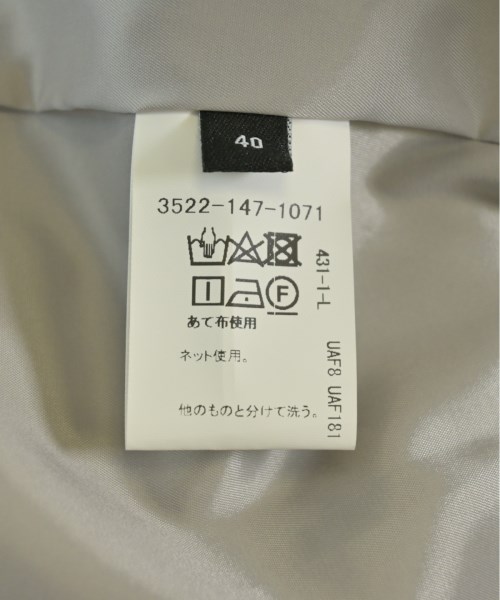 40
3522-147-1071
F
あて布使用
ネット使用。
他のものと分けて洗う。
431-1-L
UAF8 UAF181